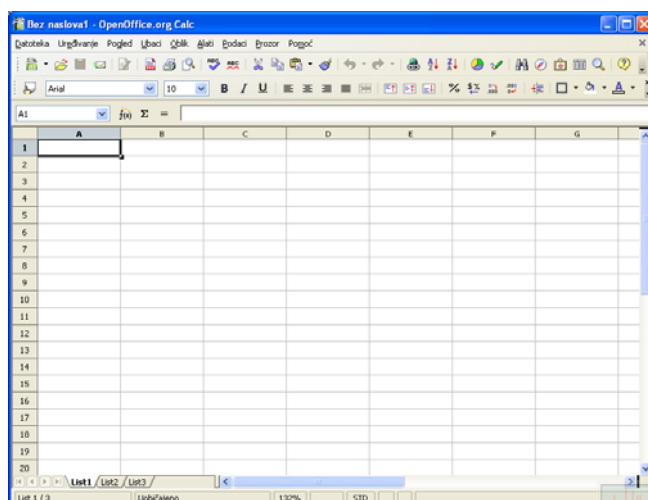 Bez naslova1 - OpenOffice.org Calc
Datoteka Uređivanje Pogled Ubaci Oblik Alati Podaci Prozor Pomoć
Arial 10 B I U
A1 f(x) Σ =
A B C D E F G
1
2
3
4
5
6
7
8
9
10
11
12
13
14
15
16
17
18
19
20
List1 List2 List3
List 1 / 3 Uobičajeno 132% STD